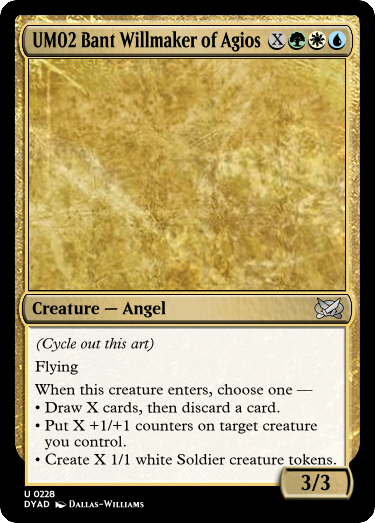 UM02 Bant Willmaker of Agios X
Creature — Angel
(Cycle out this art)
Flying
When this creature enters, choose one —
• Draw X cards, then discard a card.
• Put X +1/+1 counters on target creature
you control.
• Create X 1/1 white Soldier creature tokens.
3/3
U 0228
DYAD Dallas-Williams